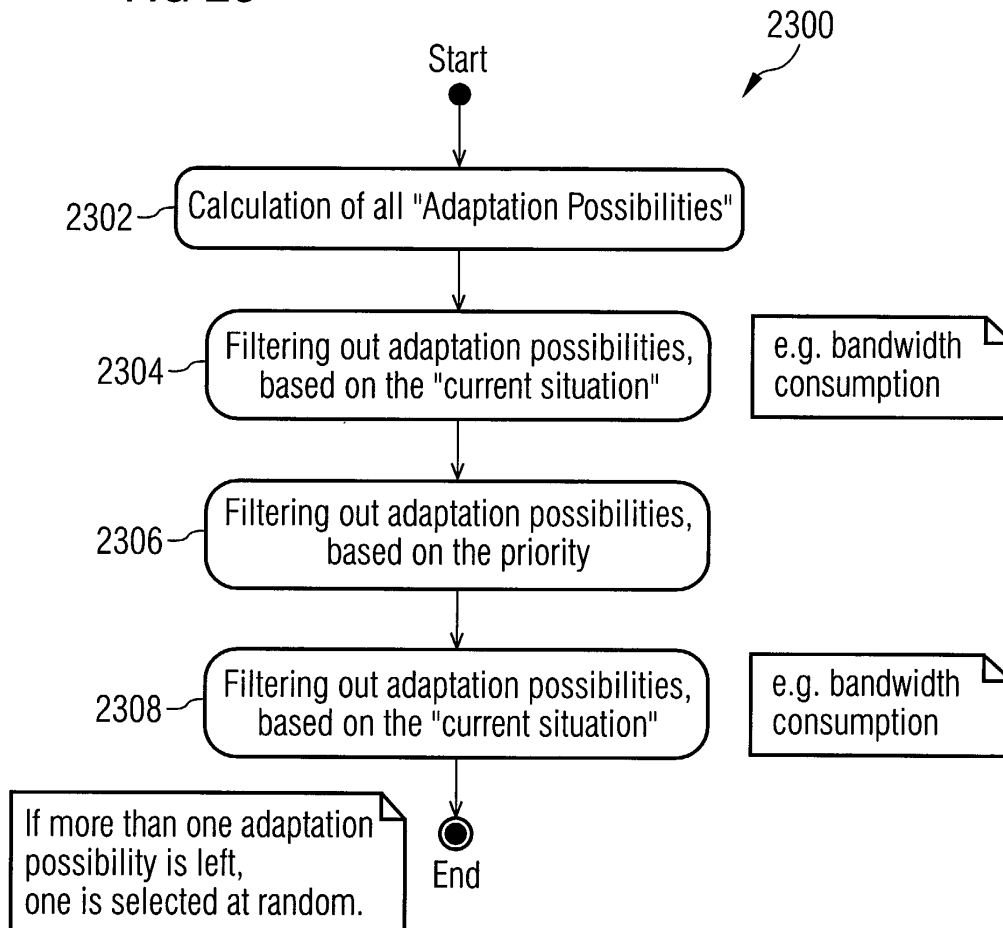 2300
Start
2302
Calculation of all "Adaptation Possibilities"
2304
Filtering out adaptation possibilities,
based on the "current situation"
e.g. bandwidth
consumption
2306
Filtering out adaptation possibilities,
based on the priority
2308
Filtering out adaptation possibilities,
based on the "current situation"
e.g. bandwidth
consumption
If more than one adaptation
possibility is left,
one is selected at random.
End